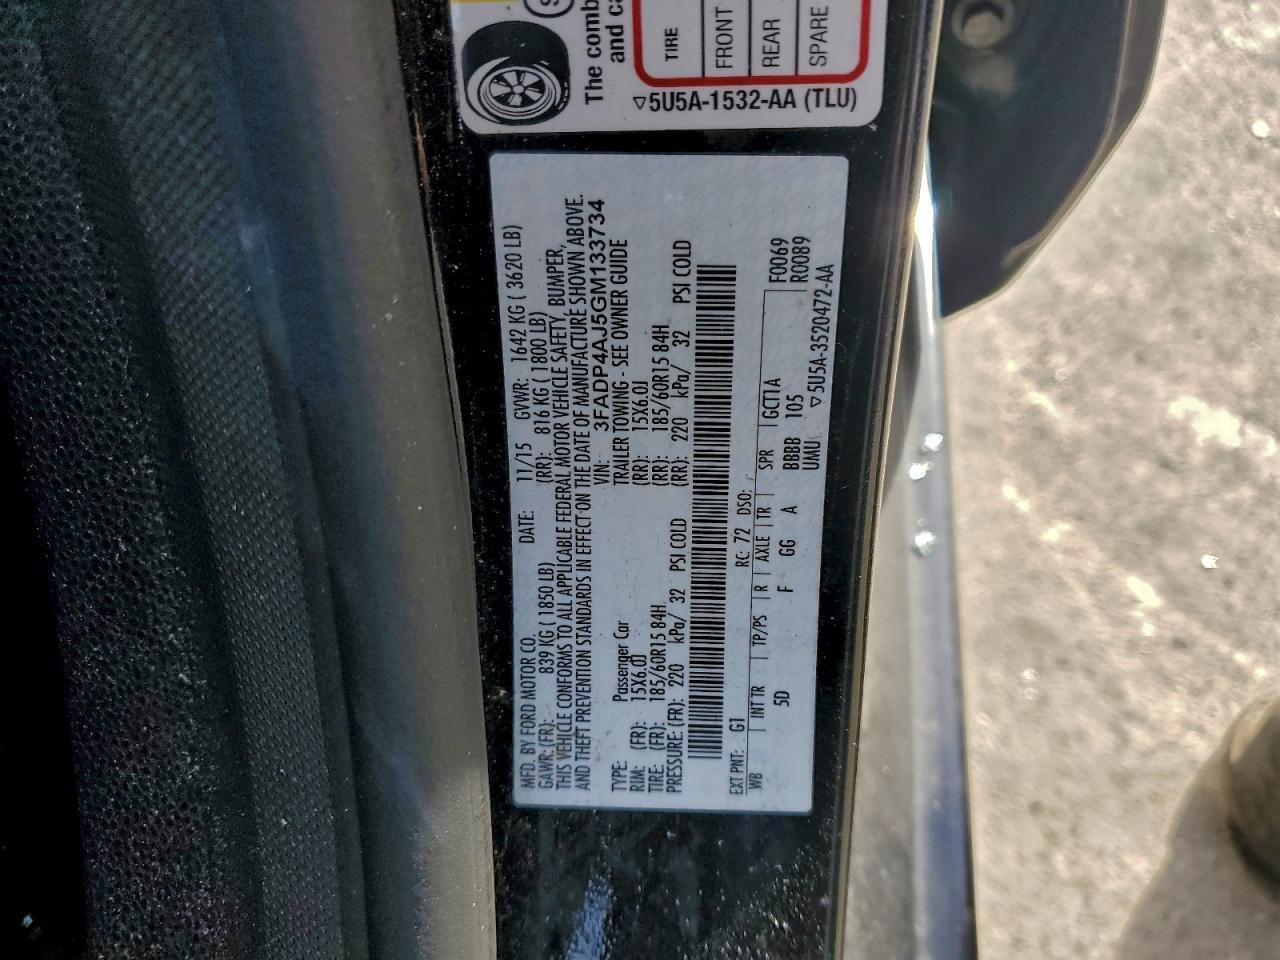 The comb
and ca
TIRE
FRONT
REAR
SPARE
▽5U5A-1532-AA (TLU)
MFD. BY FORD MOTOR CO. DATE: 11/15 GVWR: 1642 KG ( 3620 LB)
GAWR: (FR): 839 KG ( 1850 LB) (RR): 816 KG ( 1800 LB)
THIS VEHICLE CONFORMS TO ALL APPLICABLE FEDERAL MOTOR VEHICLE SAFETY, BUMPER,
AND THEFT PREVENTION STANDARDS IN EFFECT ON THE DATE OF MANUFACTURE SHOWN ABOVE.
VIN: 3FADP4AJ5GM133734
TYPE: Passenger Car TRAILER TOWING - SEE OWNER GUIDE
RIM: (FR): 15X6.0J (RR): 15X6.0J
TIRE: (FR): 185/60R15 84H (RR): 185/60R15 84H
PRESSURE: (FR): 220 kPa/ 32 PSI COLD (RR): 220 kPa/ 32 PSI COLD
EXT PNT: G1 RC: 72 DSO: F0069
WB INT TR TP/PS R AXLE TR SPR GCT1A R0089
5D F GG A BBBB 105
UMU ▽5U5A-3520472-AA